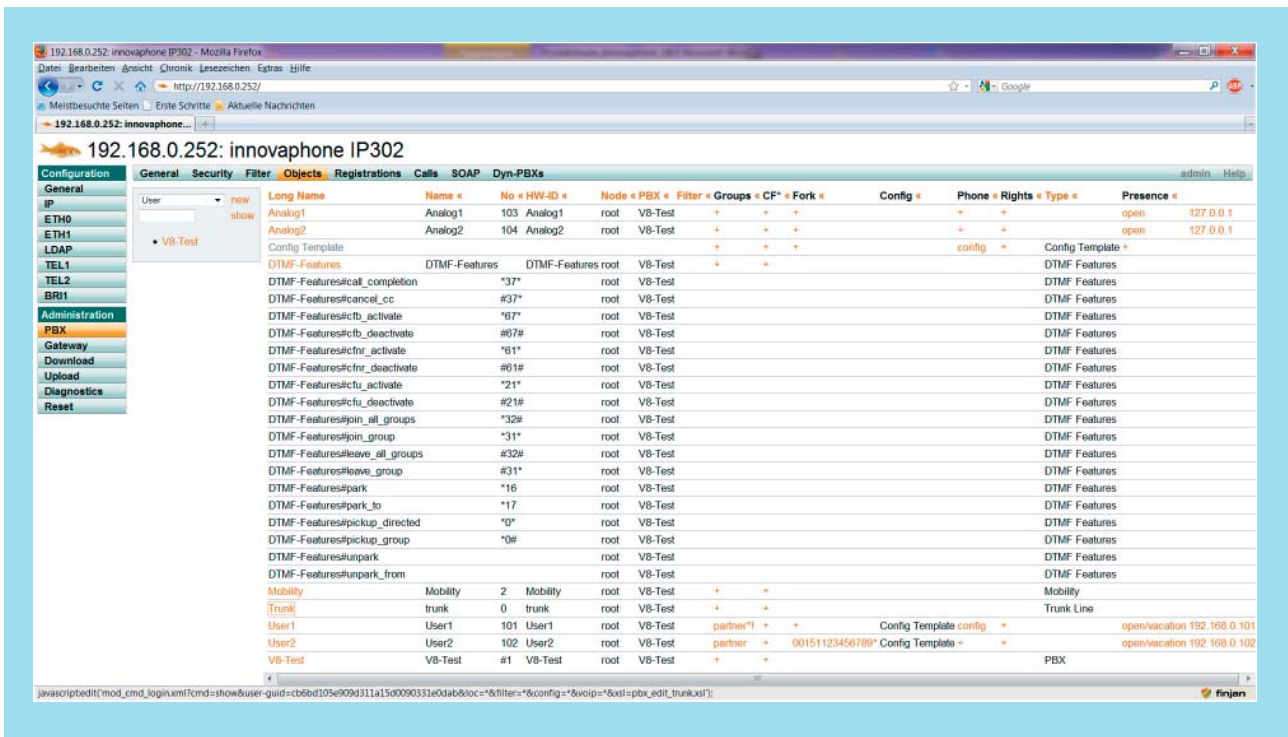 192.168.0.252: innovaphone IP302 - Mozilla Firefox
Datei Bearbeiten Ansicht Chronik Lesezeichen Extras Hilfe
http://192.168.0.252/ Google
Meistbesuchte Seiten Erste Schritte Aktuelle Nachrichten
192.168.0.252: innovaphone... +
192.168.0.252: innovaphone IP302
Configuration General Security Filter Objects Registrations Calls SOAP Dyn-PBXs admin Help
General
IP
ETH0
ETH1
LDAP
TEL1
TEL2
BRI1
Administration
PBX
Gateway
Download
Upload
Diagnostics
Reset
User new
show
• V8-Test
Long Name Name « No « HW-ID « Node « PBX « Filter « Groups « CF* « Fork « Config « Phone « Rights « Type « Presence «
Analog1 Analog1 103 Analog1 root V8-Test + + + + + open 127.0.0.1
Analog2 Analog2 104 Analog2 root V8-Test + + + + + open 127.0.0.1
Config Template + + + config + Config Template +
DTMF-Features DTMF-Features DTMF-Features root V8-Test + + DTMF Features
DTMF-Features#call_completion *37* root V8-Test DTMF Features
DTMF-Features#cancel_cc #37* root V8-Test DTMF Features
DTMF-Features#cfb_activate *67* root V8-Test DTMF Features
DTMF-Features#cfb_deactivate #67# root V8-Test DTMF Features
DTMF-Features#cfnr_activate *61* root V8-Test DTMF Features
DTMF-Features#cfnr_deactivate #61# root V8-Test DTMF Features
DTMF-Features#cfu_activate *21* root V8-Test DTMF Features
DTMF-Features#cfu_deactivate #21# root V8-Test DTMF Features
DTMF-Features#join_all_groups *32# root V8-Test DTMF Features
DTMF-Features#join_group *31* root V8-Test DTMF Features
DTMF-Features#leave_all_groups #32# root V8-Test DTMF Features
DTMF-Features#leave_group #31* root V8-Test DTMF Features
DTMF-Features#park *16 root V8-Test DTMF Features
DTMF-Features#park_to *17 root V8-Test DTMF Features
DTMF-Features#pickup_directed *0* root V8-Test DTMF Features
DTMF-Features#pickup_group *0# root V8-Test DTMF Features
DTMF-Features#unpark root V8-Test DTMF Features
DTMF-Features#unpark_from root V8-Test DTMF Features
Mobility Mobility 2 Mobility root V8-Test + + Mobility
Trunk trunk 0 trunk root V8-Test + + Trunk Line
User1 User1 101 User1 root V8-Test partner*! + + Config Template config + open/vacation 192.168.0.101
User2 User2 102 User2 root V8-Test partner + 00151123456789* Config Template + + open/vacation 192.168.0.102
V8-Test V8-Test #1 V8-Test root V8-Test + + PBX
javascript:edit('mod_cmd_login.xml?cmd=show&user-guid=cb6bd105e909d311a15d0090331e0dab&loc=*&filter=*&config=*&voip=*&xsl=pbx_edit_trunk.xsl');
finjan